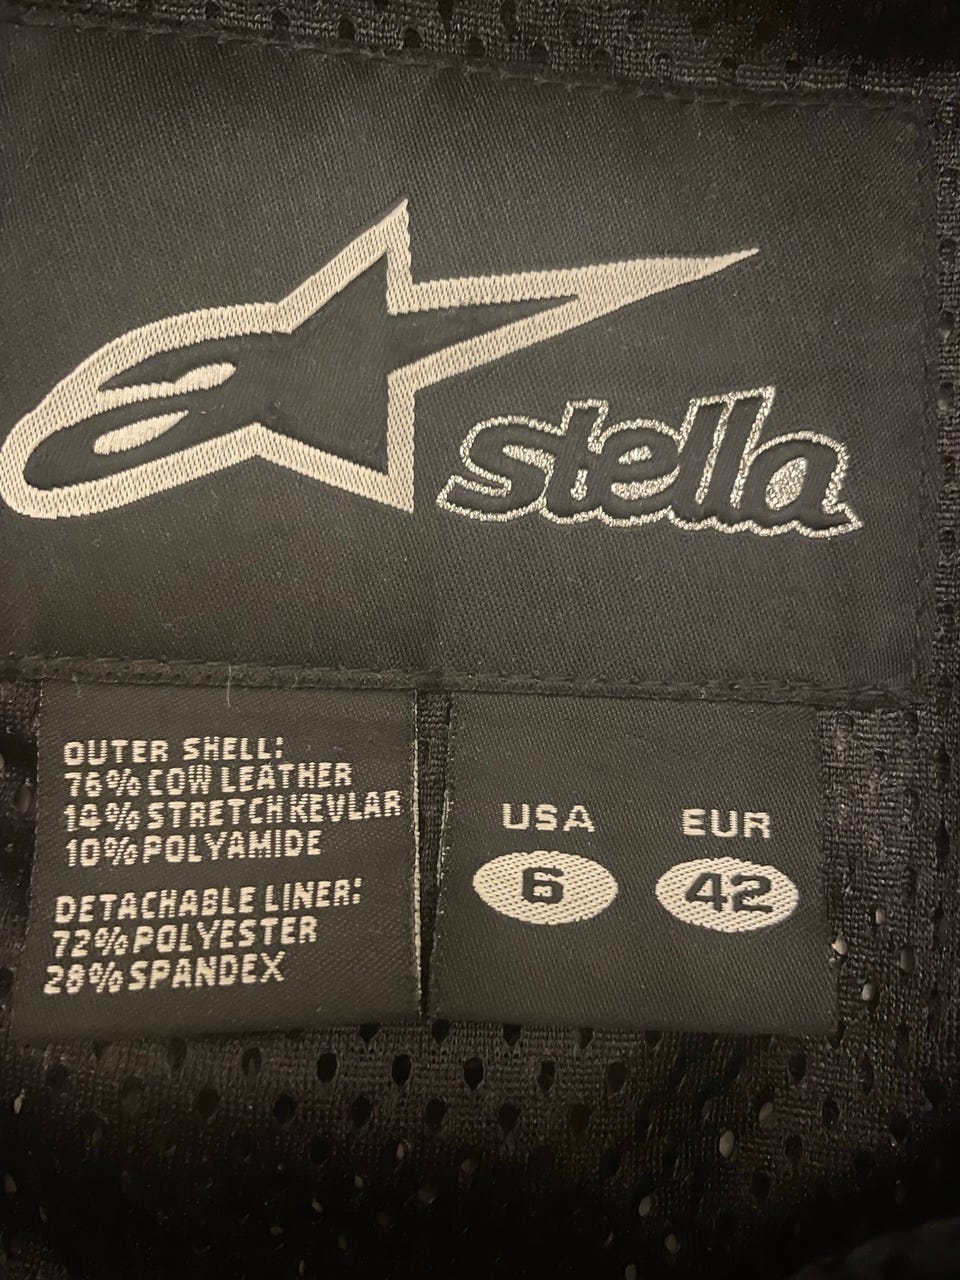 stella
OUTER SHELL:
76% COW LEATHER
14% STRETCH KEVLAR
10% POLYAMIDE
DETACHABLE LINER:
72% POLYESTER
28% SPANDEX
USA EUR
6 42